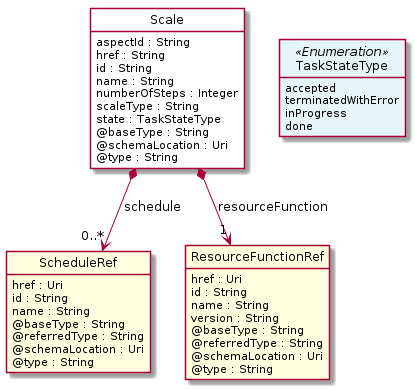 Scale
aspectId : String
href : String
id : String
name : String
numberOfSteps : Integer
scaleType : String
state : TaskStateType
@baseType : String
@schemaLocation : Uri
@type : String
«Enumeration»
TaskStateType
accepted
terminatedWithError
inProgress
done
schedule
resourceFunction
0..*
1
ScheduleRef
href : Uri
id : String
name : String
@baseType : String
@referredType : String
@schemaLocation : Uri
@type : String
ResourceFunctionRef
href : Uri
id : String
name : String
version : String
@baseType : String
@referredType : String
@schemaLocation : Uri
@type : String